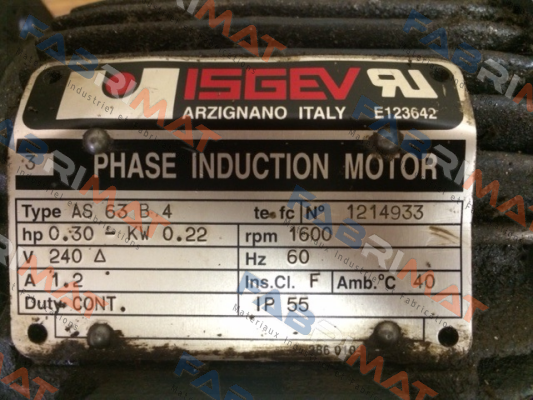 ISGEV
ARZIGNANO ITALY E123642
3 PHASE INDUCTION MOTOR
Type AS 63 B 4 te fc N° 1214933
hp 0.30 - KW 0.22 rpm 1600
V 240 Δ Hz 60
A 1.2 Ins.Cl. F Amb.°C 40
Duty CONT. IP 55
FABRIMAT